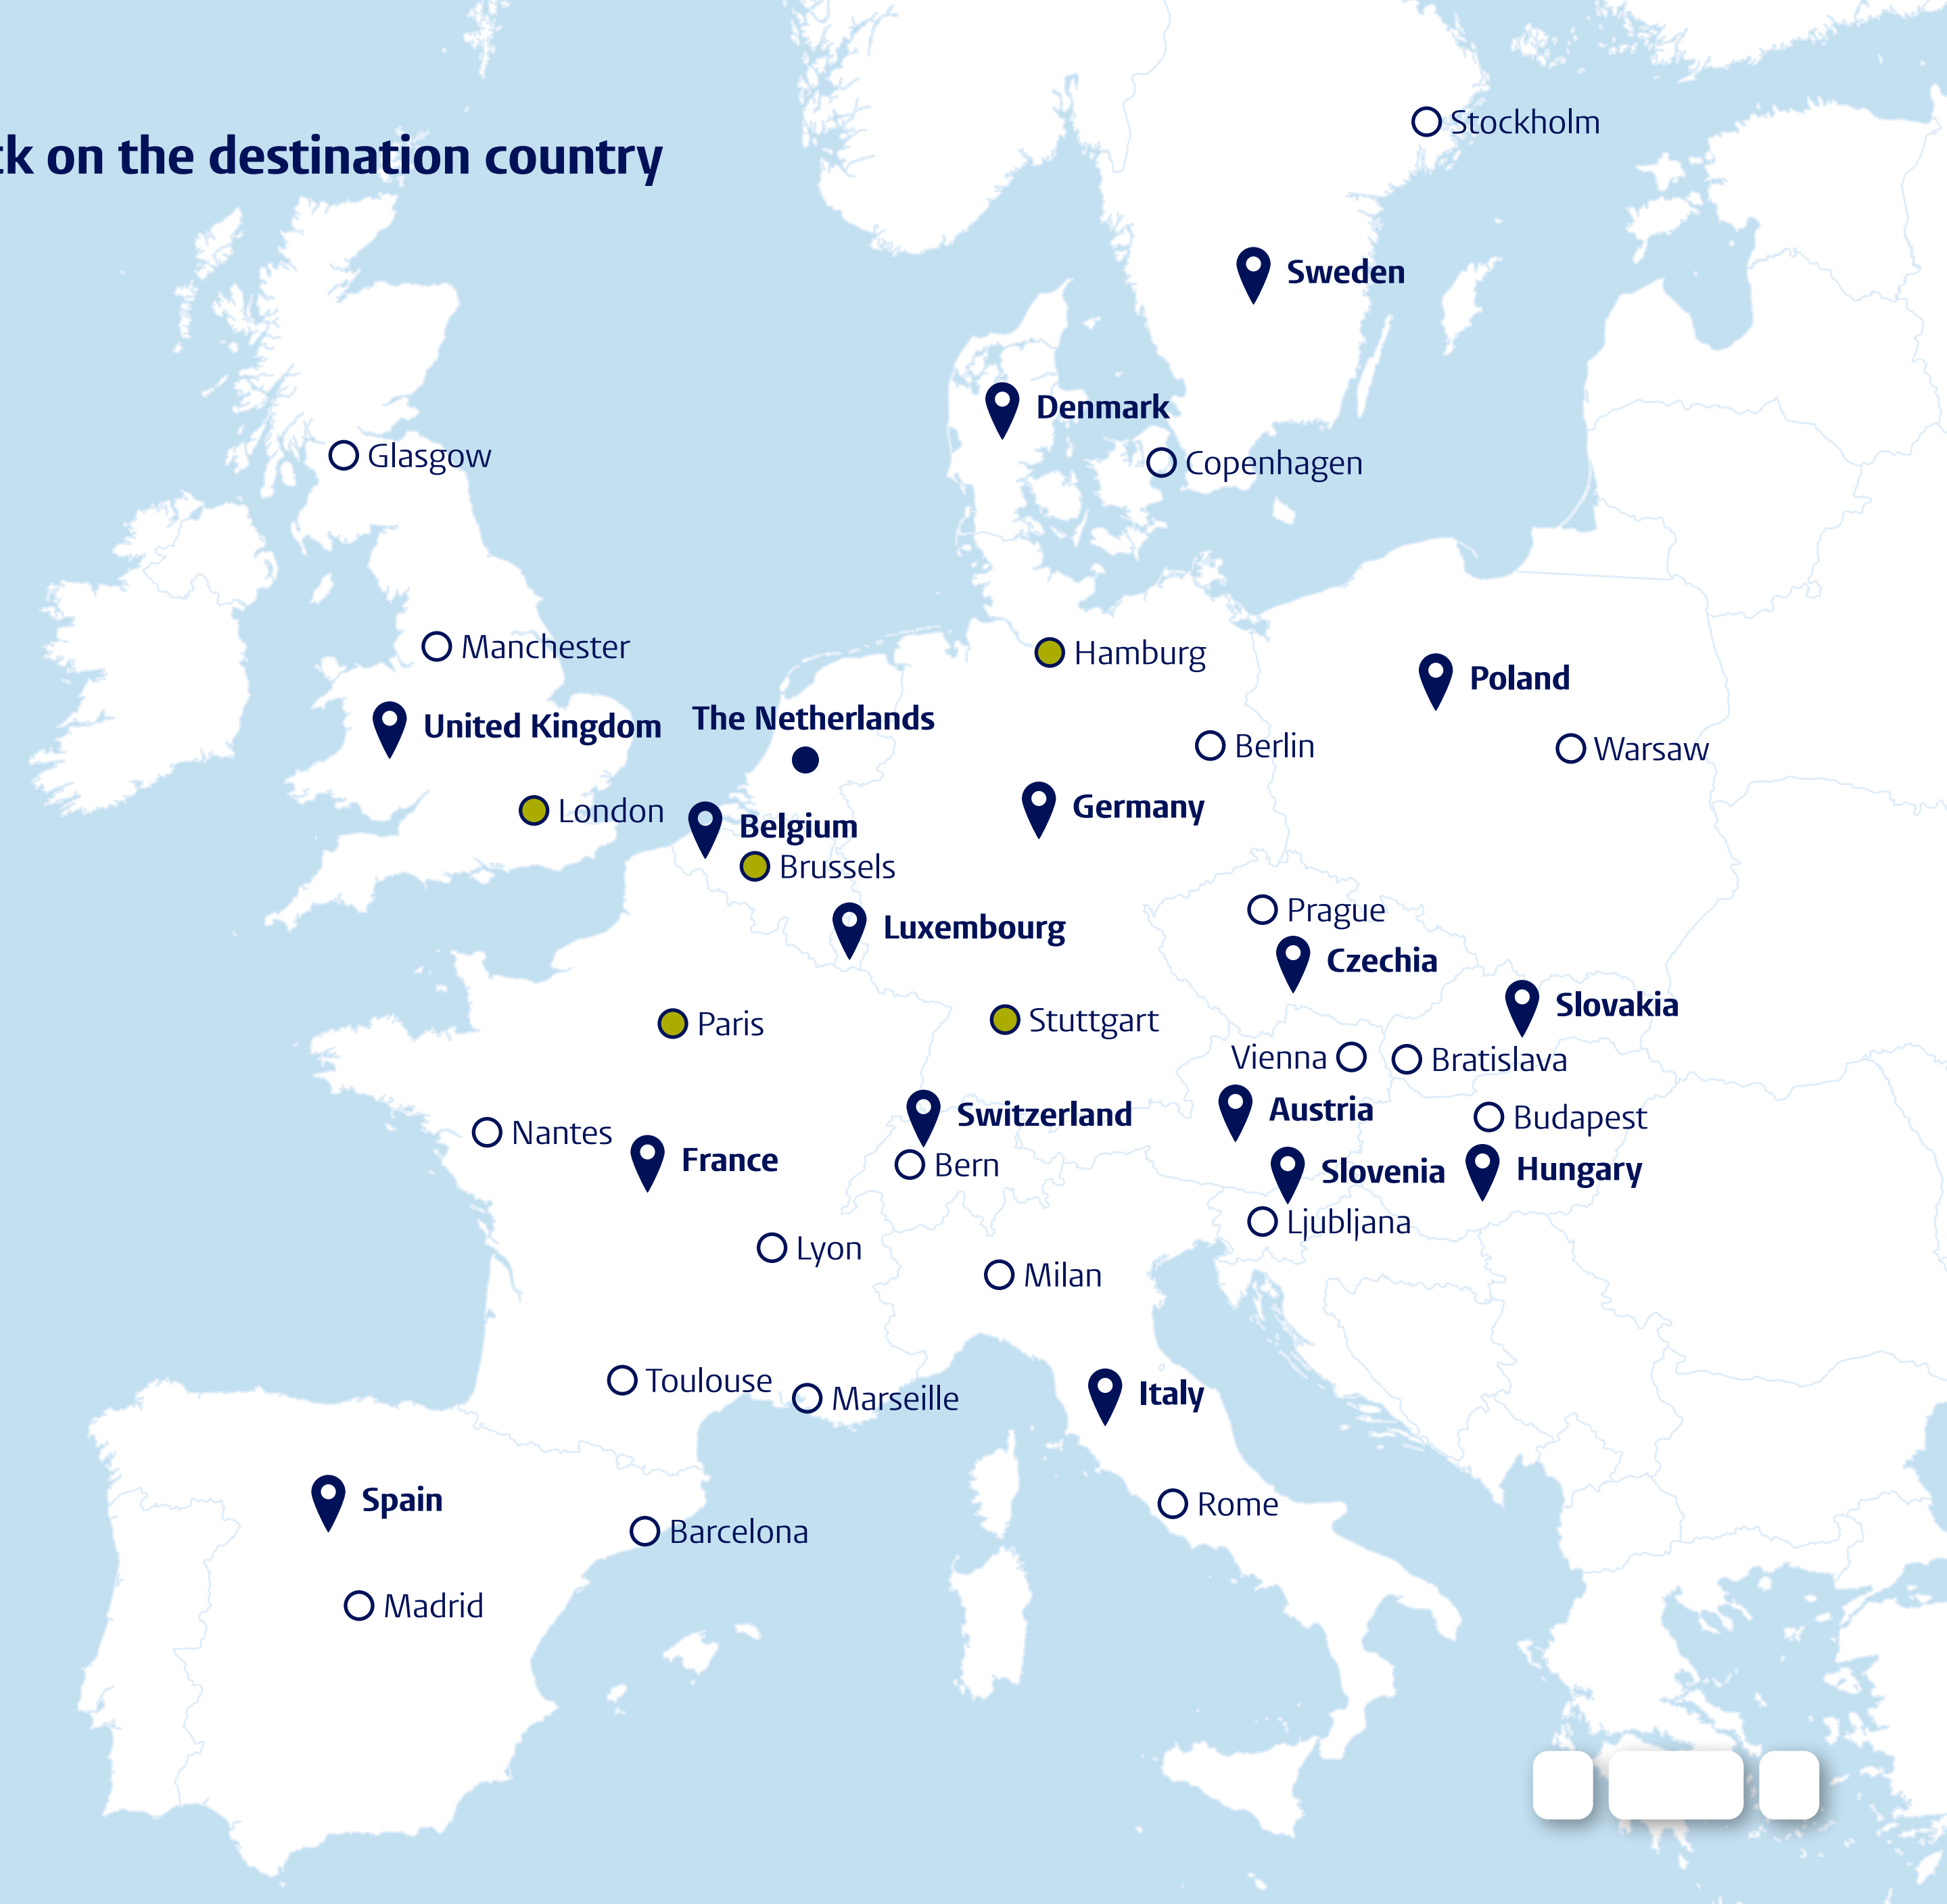 Stockholm
ck on the destination country
Sweden
Denmark
Glasgow
Copenhagen
Manchester
Hamburg
Poland
United Kingdom
The Netherlands
Berlin
Warsaw
London
Germany
Belgium
Brussels
Prague
Luxembourg
Czechia
Slovakia
Paris
Stuttgart
Vienna
Bratislava
Switzerland
Austria
Budapest
Nantes
France
Bern
Slovenia
Hungary
Ljubljana
Lyon
Milan
Toulouse
Marseille
Italy
Spain
Rome
Barcelona
Madrid